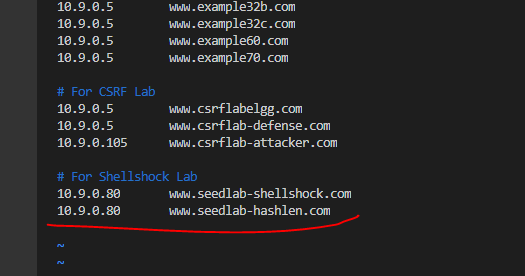 10.9.0.5 www.example32b.com
10.9.0.5 www.example32c.com
10.9.0.5 www.example60.com
10.9.0.5 www.example70.com
# For CSRF Lab
10.9.0.5 www.csrflabelgg.com
10.9.0.5 www.csrflab-defense.com
10.9.0.105 www.csrflab-attacker.com
# For Shellshock Lab
10.9.0.80 www.seedlab-shellshock.com
10.9.0.80 www.seedlab-hashlen.com
~
~